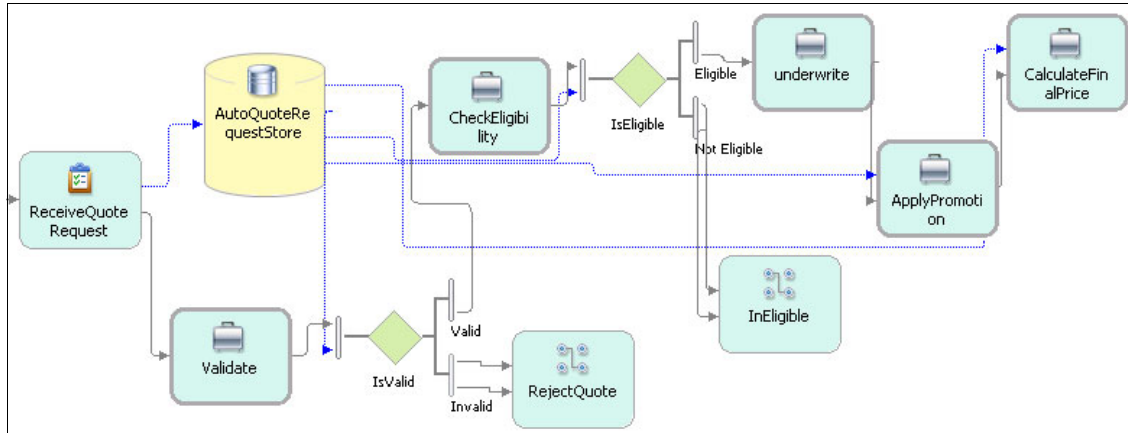 ReceiveQuote
Request
AutoQuoteRe
questStore
Validate
IsValid
Valid
Invalid
RejectQuote
CheckEligibi
lity
IsEligible
Eligible
Not Eligible
underwrite
InEligible
ApplyPromoti
on
CalculateFin
alPrice